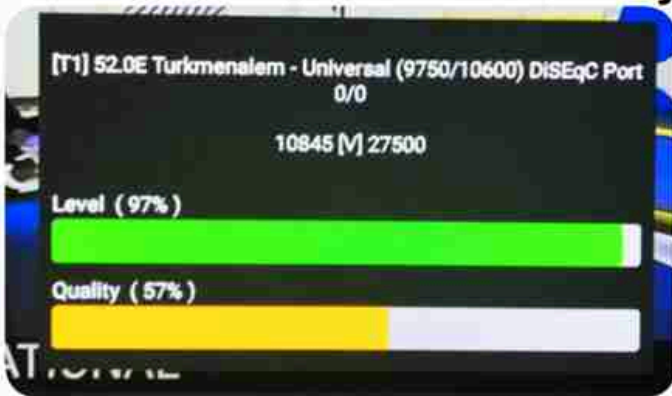 [T1] 52.0E Turkmenalem - Universal (9750/10600) DiSEqC Port
0/0
10845 [V] 27500
Level ( 97% )
Quality ( 57% )